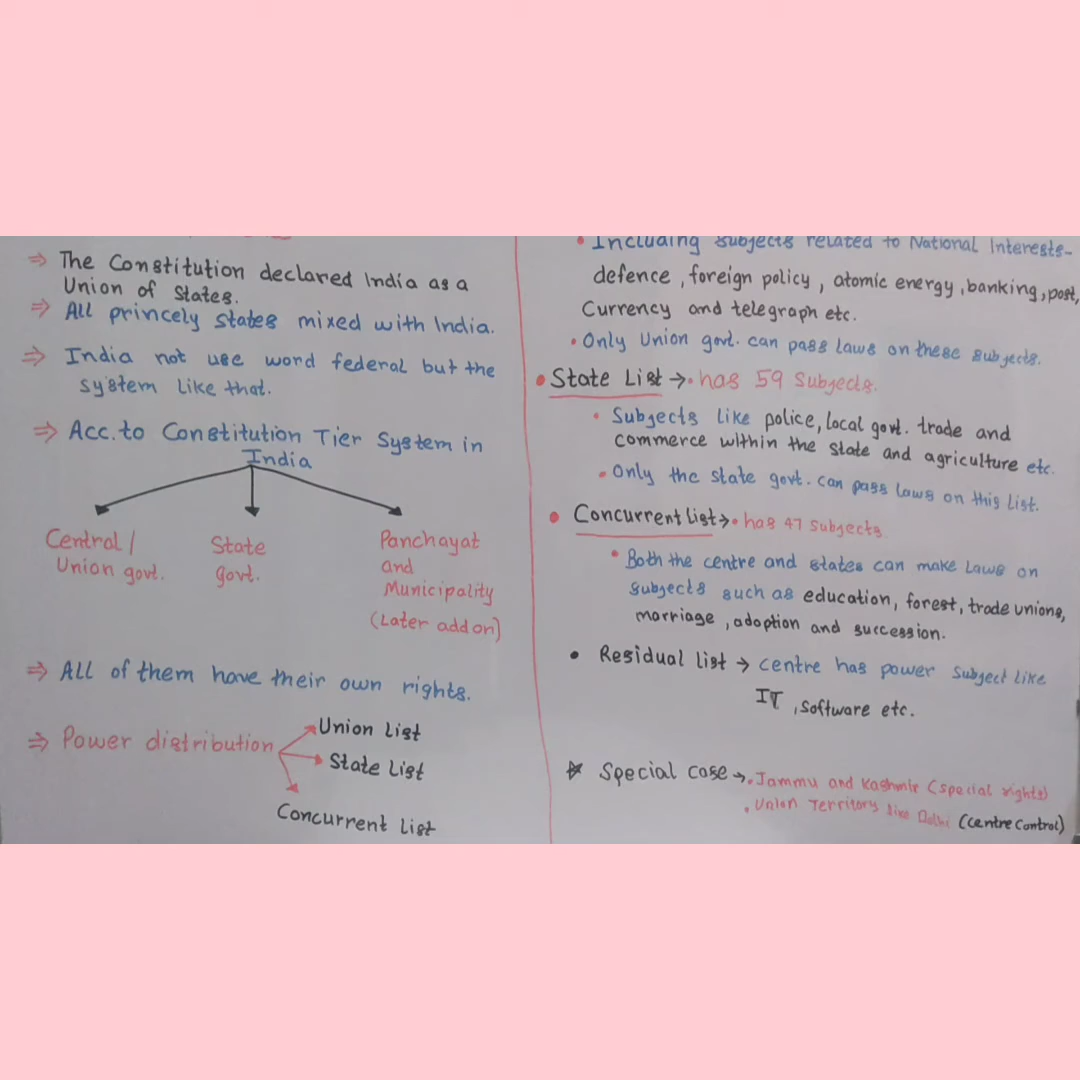 ⇒ The Constitution declared India as a
Union of States.
⇒ All princely states mixed with India.
⇒ India not use word federal but the
system like that.
⇒ Acc. to Constitution Tier System in
India
Central / Union govt.
State govt.
Panchayat and Municipality (Later add on)
⇒ All of them have their own rights.
⇒ Power distribution
Union List
State List
Concurrent List
• Including subjects related to National Interests-
defence, foreign policy, atomic energy, banking, post,
Currency and telegraph etc.
• Only Union govt. can pass laws on these subjects.
• State List → • has 59 Subjects.
• Subjects like police, local govt. trade and
commerce within the state and agriculture etc.
• Only the state govt. can pass laws on this list.
• Concurrent list → • has 47 subjects
• Both the centre and states can make Laws on
subjects such as education, forest, trade unions,
marriage, adoption and succession.
• Residual list → centre has power subject like
IT, software etc.
☆ Special case → • Jammu and Kashmir (special rights)
• Union Territory like Delhi (centre control)